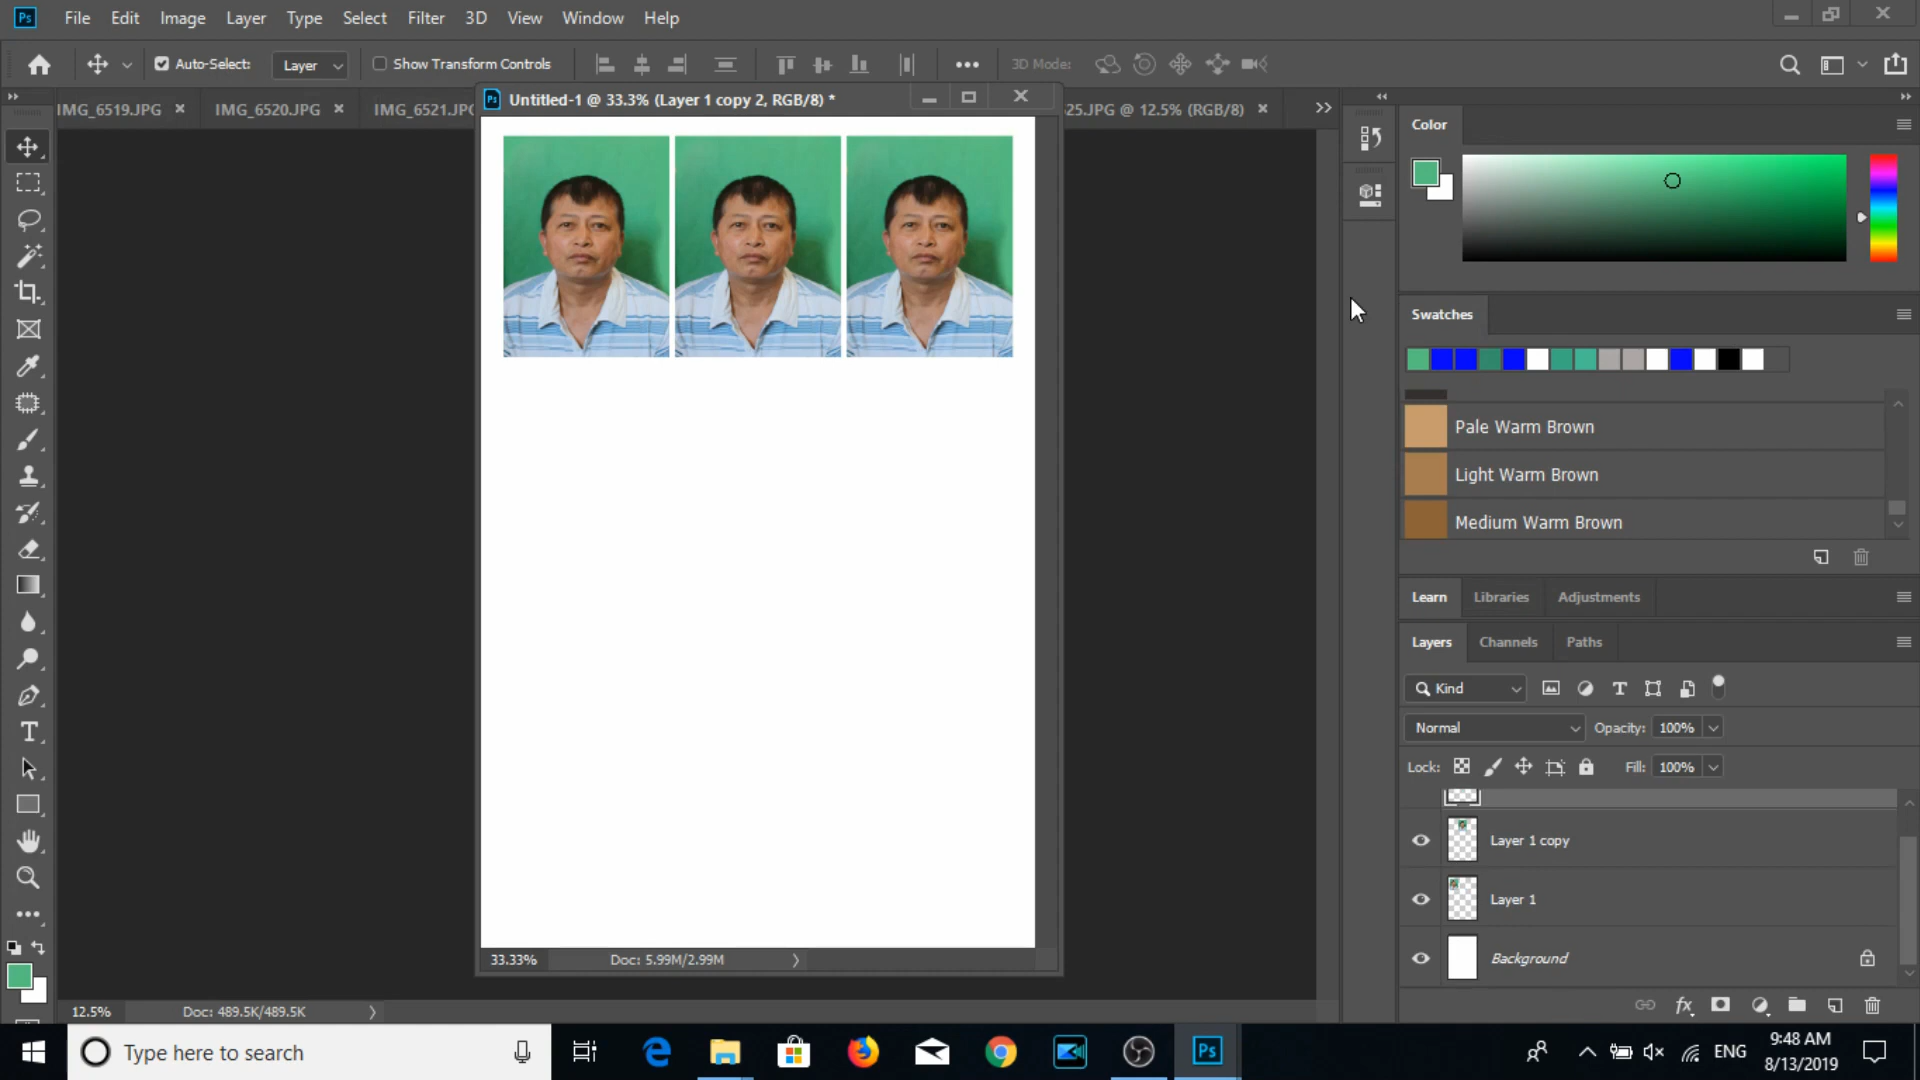 Ps File Edit Image Layer Type Select Filter 3D View Window Help
Auto-Select: Layer Show Transform Controls 3D Mode:
IMG_6519.JPG IMG_6520.JPG IMG_6521.JPG
25.JPG @ 12.5% (RGB/8)
Ps Untitled-1 @ 33.3% (Layer 1 copy 2, RGB/8) *
33.33% Doc: 5.99M/2.99M
12.5% Doc: 489.5K/489.5K
Color
Swatches
Pale Warm Brown
Light Warm Brown
Medium Warm Brown
Learn Libraries Adjustments
Layers Channels Paths
Kind
Normal Opacity: 100%
Lock: Fill: 100%
Layer 1 copy
Layer 1
Background
Type here to search
Ps
ENG
9:48 AM
8/13/2019